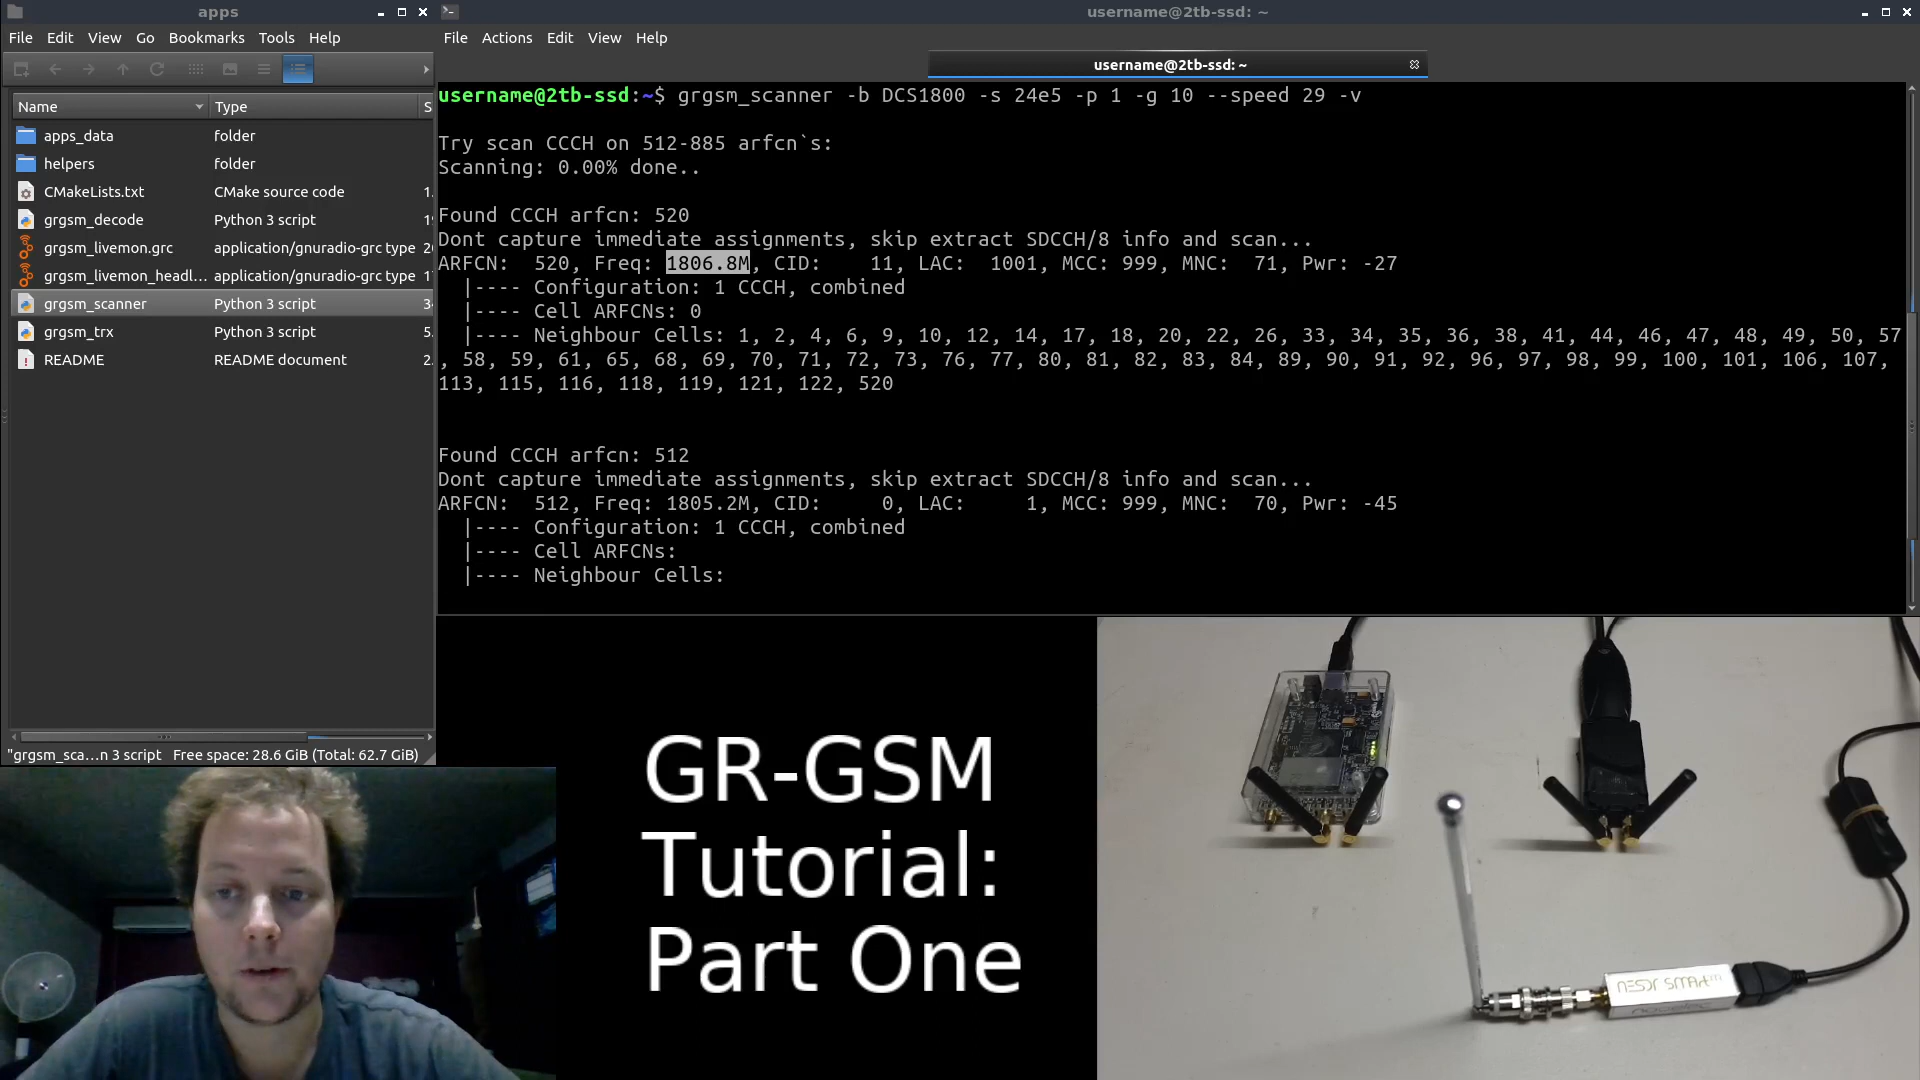 apps
File Edit View Go Bookmarks Tools Help
Name Type S
apps_data folder
helpers folder
CMakeLists.txt CMake source code 1.
grgsm_decode Python 3 script 19
grgsm_livemon.grc application/gnuradio-grc type 20
grgsm_livemon_headl... application/gnuradio-grc type 17
grgsm_scanner Python 3 script 34
grgsm_trx Python 3 script 5.
README README document 2.
"grgsm_sca...n 3 script Free space: 28.6 GiB (Total: 62.7 GiB)
username@2tb-ssd: ~
File Actions Edit View Help
username@2tb-ssd: ~
username@2tb-ssd:~$ grgsm_scanner -b DCS1800 -s 24e5 -p 1 -g 10 --speed 29 -v
Try scan CCCH on 512-885 arfcn`s:
Scanning: 0.00% done..
Found CCCH arfcn: 520
Dont capture immediate assignments, skip extract SDCCH/8 info and scan...
ARFCN:  520, Freq: 1806.8M, CID:    11, LAC:  1001, MCC: 999, MNC:  71, Pwr: -27
|---- Configuration: 1 CCCH, combined
|---- Cell ARFCNs: 0
|---- Neighbour Cells: 1, 2, 4, 6, 9, 10, 12, 14, 17, 18, 20, 22, 26, 33, 34, 35, 36, 38, 41, 44, 46, 47, 48, 49, 50, 57
, 58, 59, 61, 65, 68, 69, 70, 71, 72, 73, 76, 77, 80, 81, 82, 83, 84, 89, 90, 91, 92, 96, 97, 98, 99, 100, 101, 106, 107,
113, 115, 116, 118, 119, 121, 122, 520
Found CCCH arfcn: 512
Dont capture immediate assignments, skip extract SDCCH/8 info and scan...
ARFCN:  512, Freq: 1805.2M, CID:     0, LAC:     1, MCC: 999, MNC:  70, Pwr: -45
|---- Configuration: 1 CCCH, combined
|---- Cell ARFCNs:
|---- Neighbour Cells:
GR-GSM
Tutorial:
Part One
NESDR SMArt
nooelec